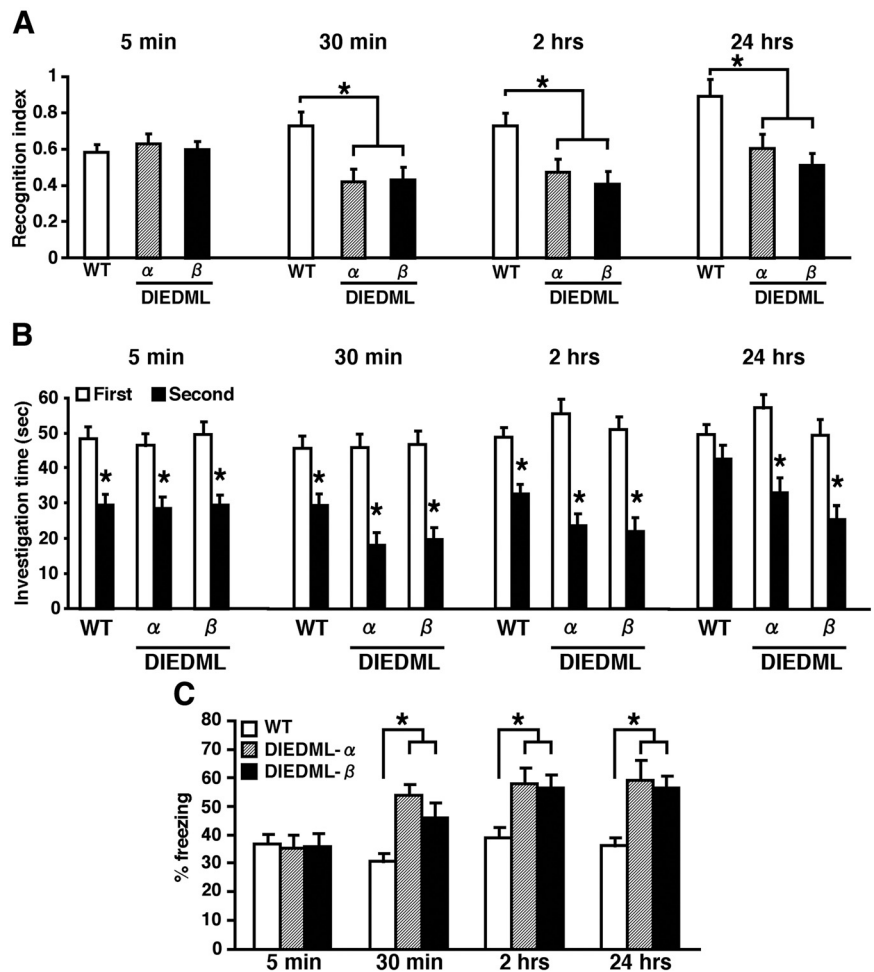 A
5 min 30 min 2 hrs 24 hrs
Recognition index
1
0.8
0.6
0.4
0.2
0
* * *
WT α β WT α β WT α β WT α β
DIEDML DIEDML DIEDML DIEDML
B
5 min 30 min 2 hrs 24 hrs
First Second
Investigation time (sec)
60
50
40
30
20
10
0
* * * * * * * * * * *
WT α β WT α β WT α β WT α β
DIEDML DIEDML DIEDML DIEDML
C
% freezing
80
70
60
50
40
30
20
10
0
WT
DIEDML-α
DIEDML-β
* * *
5 min 30 min 2 hrs 24 hrs